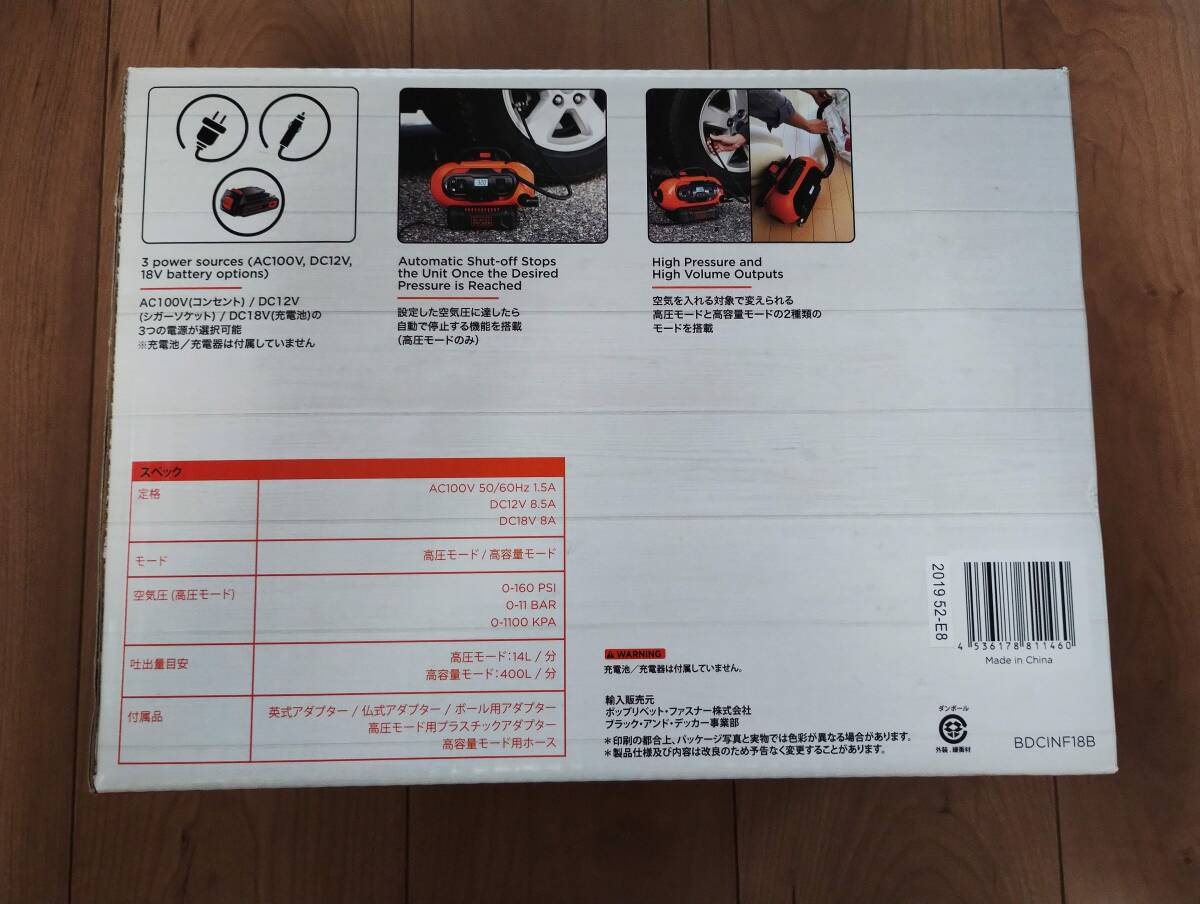 3 power sources (AC100V, DC12V,
18V battery options)
AC100V(コンセント) / DC12V
(シガーソケット) / DC18V(充電池)の
3つの電源が選択可能
※充電池／充電器は付属していません
Automatic Shut-off Stops
the Unit Once the Desired
Pressure is Reached
設定した空気圧に達したら
自動で停止する機能を搭載
(高圧モードのみ)
High Pressure and
High Volume Outputs
空気を入れる対象で変えられる
高圧モードと高容量モードの2種類の
モードを搭載
スペック
定格
AC100V 50/60Hz 1.5A
DC12V 8.5A
DC18V 8A
モード
高圧モード / 高容量モード
空気圧 (高圧モード)
0-160 PSI
0-11 BAR
0-1100 KPA
吐出量目安
高圧モード：14L / 分
高容量モード：400L / 分
付属品
英式アダプター / 仏式アダプター / ボール用アダプター
高圧モード用プラスチックアダプター
高容量モード用ホース
WARNING
充電池／充電器は付属していません。
輸入販売元
ポップリベット・ファスナー株式会社
ブラック・アンド・デッカー事業部
＊印刷の都合上、パッケージ写真と実物では色彩が異なる場合があります。
＊製品仕様及び内容は改良のため予告なく変更することがあります。
2019 52-E8
4 536178 811460
Made in China
ダンボール
外装．緩衝材
BDCINF18B